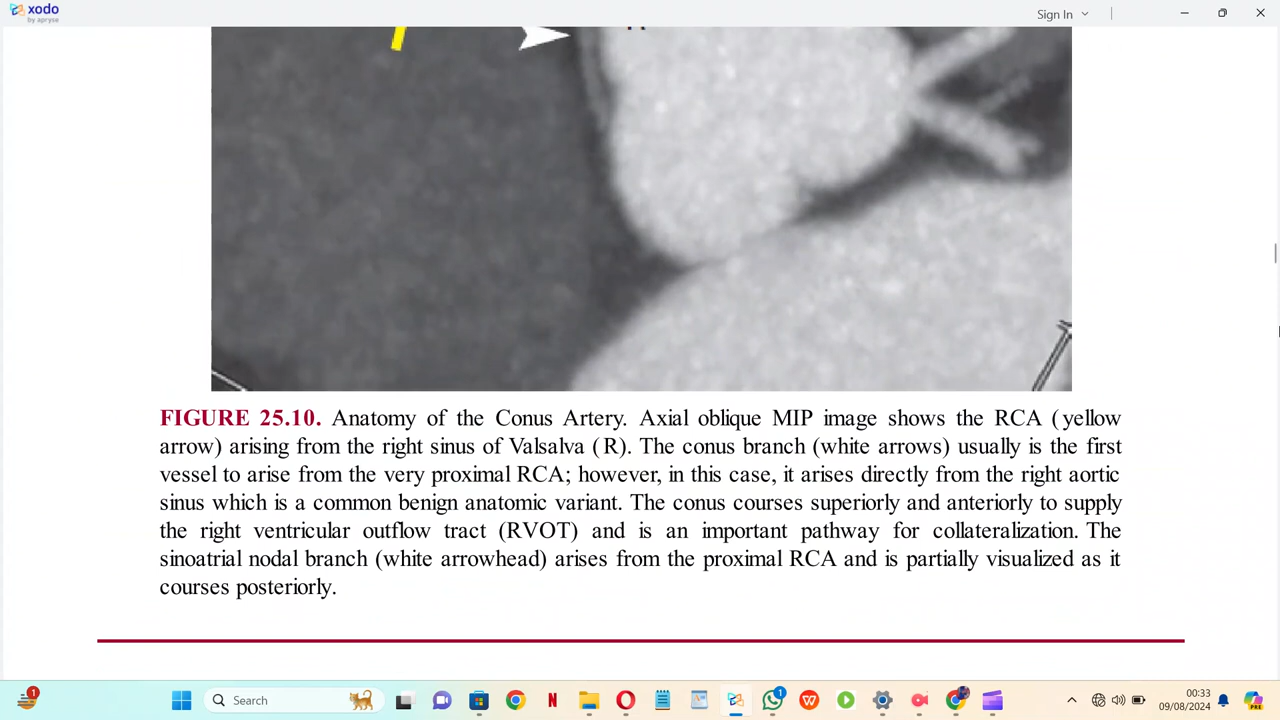 xodo
by apryse
Sign In
FIGURE 25.10. Anatomy of the Conus Artery. Axial oblique MIP image shows the RCA (yellow
arrow) arising from the right sinus of Valsalva (R). The conus branch (white arrows) usually is the first
vessel to arise from the very proximal RCA; however, in this case, it arises directly from the right aortic
sinus which is a common benign anatomic variant. The conus courses superiorly and anteriorly to supply
the right ventricular outflow tract (RVOT) and is an important pathway for collateralization. The
sinoatrial nodal branch (white arrowhead) arises from the proximal RCA and is partially visualized as it
courses posteriorly.
1
Search
1
00:33
09/08/2024